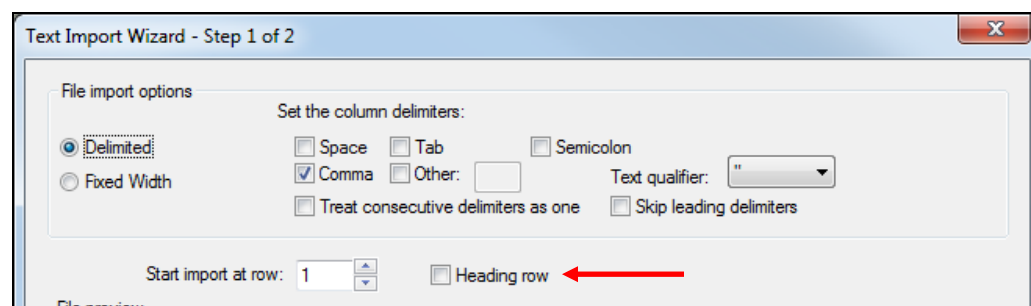 Text Import Wizard - Step 1 of 2
File import options
Set the column delimiters:
Delimited
Space
Tab
Semicolon
Fixed Width
Comma
Other:
Text qualifier:
"
Treat consecutive delimiters as one
Skip leading delimiters
Start import at row:
1
Heading row
File preview